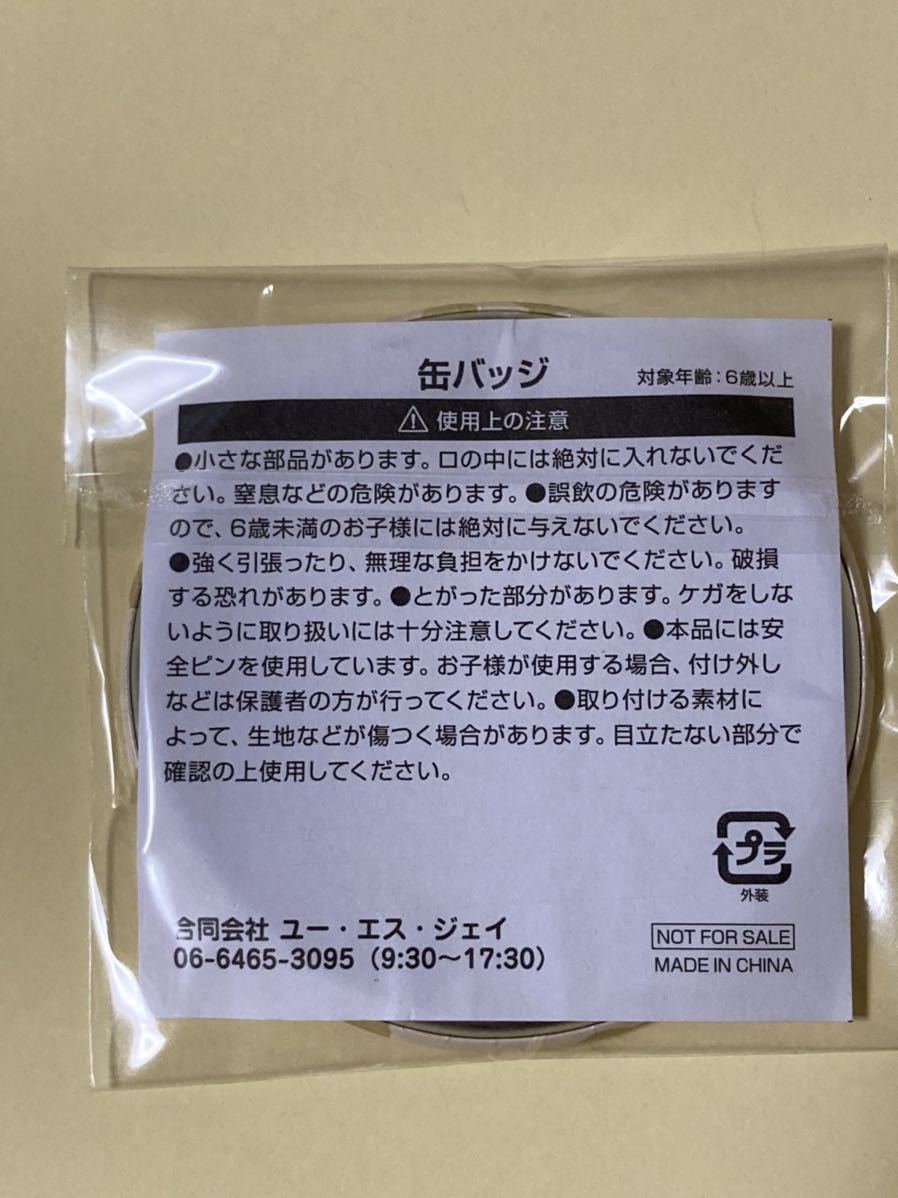 缶バッジ
対象年齢:6歳以上
⚠ 使用上の注意
●小さな部品があります。口の中には絶対に入れないでくだ
さい。窒息などの危険があります。●誤飲の危険があります
ので、6歳未満のお子様には絶対に与えないでください。
●強く引張ったり、無理な負担をかけないでください。破損
する恐れがあります。●とがった部分があります。ケガをしな
いように取り扱いには十分注意してください。●本品には安
全ピンを使用しています。お子様が使用する場合、付け外し
などは保護者の方が行ってください。●取り付ける素材に
よって、生地などが傷つく場合があります。目立たない部分で
確認の上使用してください。
プラ
外装
合同会社 ユー・エス・ジェイ
06-6465-3095（9:30〜17:30）
NOT FOR SALE
MADE IN CHINA